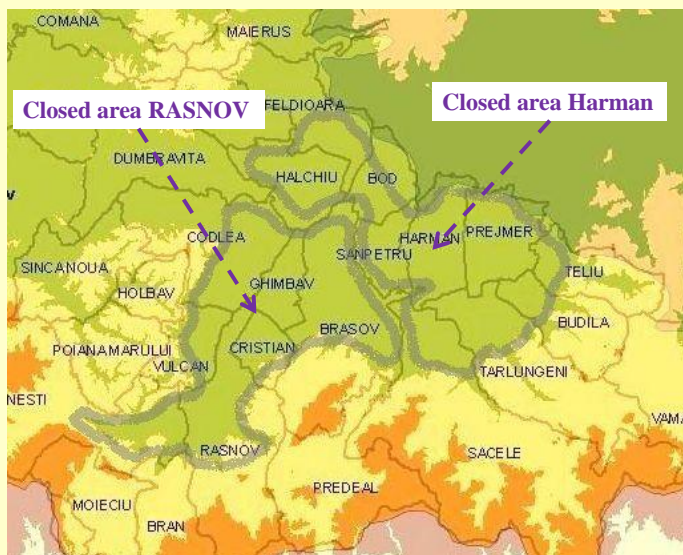 COMANA
MAIERUS
Closed area RASNOV
FELDIOARA
Closed area Harman
DUMBRAVITA
HALCHIU
BOD
CODLEA
SANPETRU
HARMAN
PREJMER
SINCANOUA
HOLBAV
GHIMBAV
TELIU
BUDILA
POIANAMARULUI
VULCAN
CRISTIAN
BRASOV
TARLUNGENI
NESTI
VAMA
RASNOV
SACELE
MOIECIU
PREDEAL
BRAN